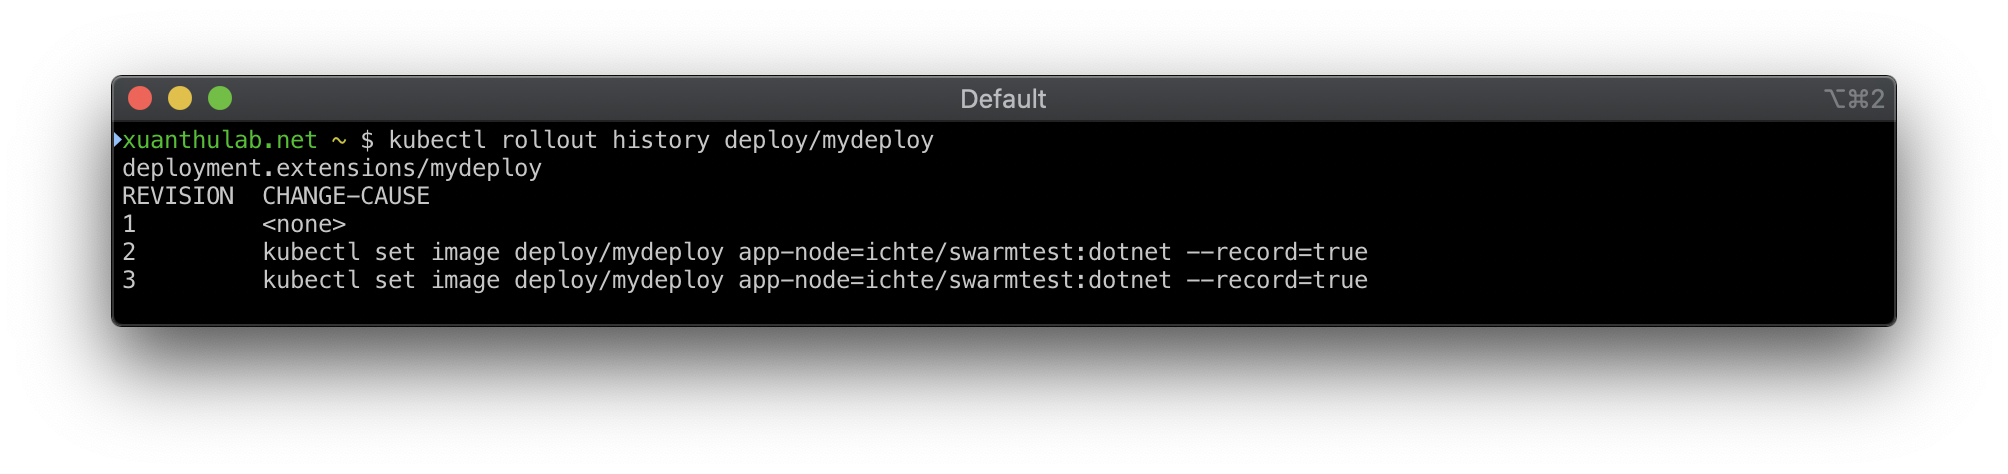 Default
⌥⌘2
xuanthulab.net ~ $ kubectl rollout history deploy/mydeploy
deployment.extensions/mydeploy
REVISION  CHANGE-CAUSE
1         <none>
2         kubectl set image deploy/mydeploy app-node=ichte/swarmtest:dotnet --record=true
3         kubectl set image deploy/mydeploy app-node=ichte/swarmtest:dotnet --record=true